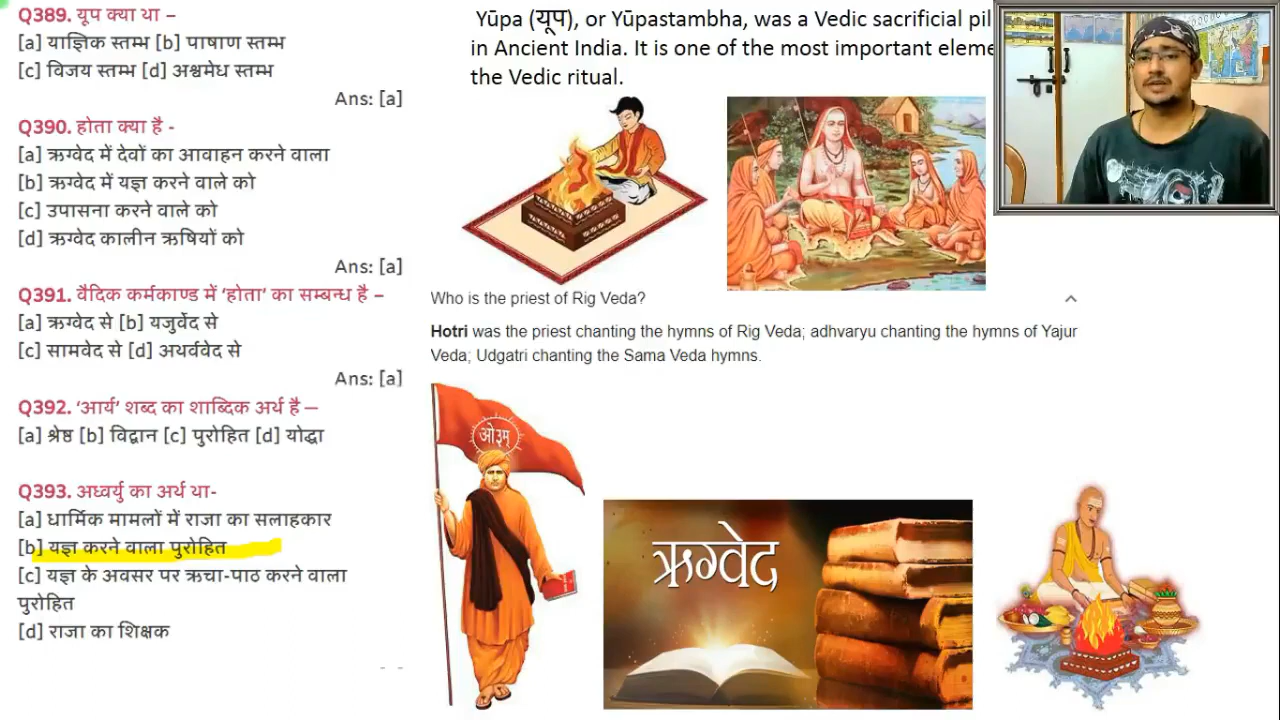 Q389. यूप क्या था –
[a] याज्ञिक स्तम्भ [b] पाषाण स्तम्भ
[c] विजय स्तम्भ [d] अश्वमेध स्तम्भ
Ans: [a]
Q390. होता क्या है -
[a] ऋग्वेद में देवों का आवाहन करने वाला
[b] ऋग्वेद में यज्ञ करने वाले को
[c] उपासना करने वाले को
[d] ऋग्वेद कालीन ऋषियों को
Ans: [a]
Q391. वैदिक कर्मकाण्ड में ‘होता’ का सम्बन्ध है –
[a] ऋग्वेद से [b] यजुर्वेद से
[c] सामवेद से [d] अथर्ववेद से
Ans: [a]
Q392. ‘आर्य’ शब्द का शाब्दिक अर्थ है —
[a] श्रेष्ठ [b] विद्वान [c] पुरोहित [d] योद्धा
Q393. अध्वर्यु का अर्थ था-
[a] धार्मिक मामलों में राजा का सलाहकार
[b] यज्ञ करने वाला पुरोहित
[c] यज्ञ के अवसर पर ऋचा-पाठ करने वाला
पुरोहित
[d] राजा का शिक्षक
Yūpa (यूप), or Yūpastambha, was a Vedic sacrificial
in Ancient India. It is one of the most important
the Vedic ritual.
Who is the priest of Rig Veda?
Hotri was the priest chanting the hymns of Rig Veda; adhvaryu chanting the hymns of Yajur
Veda; Udgatri chanting the Sama Veda hymns.
ओ३म्
ऋग्वेद